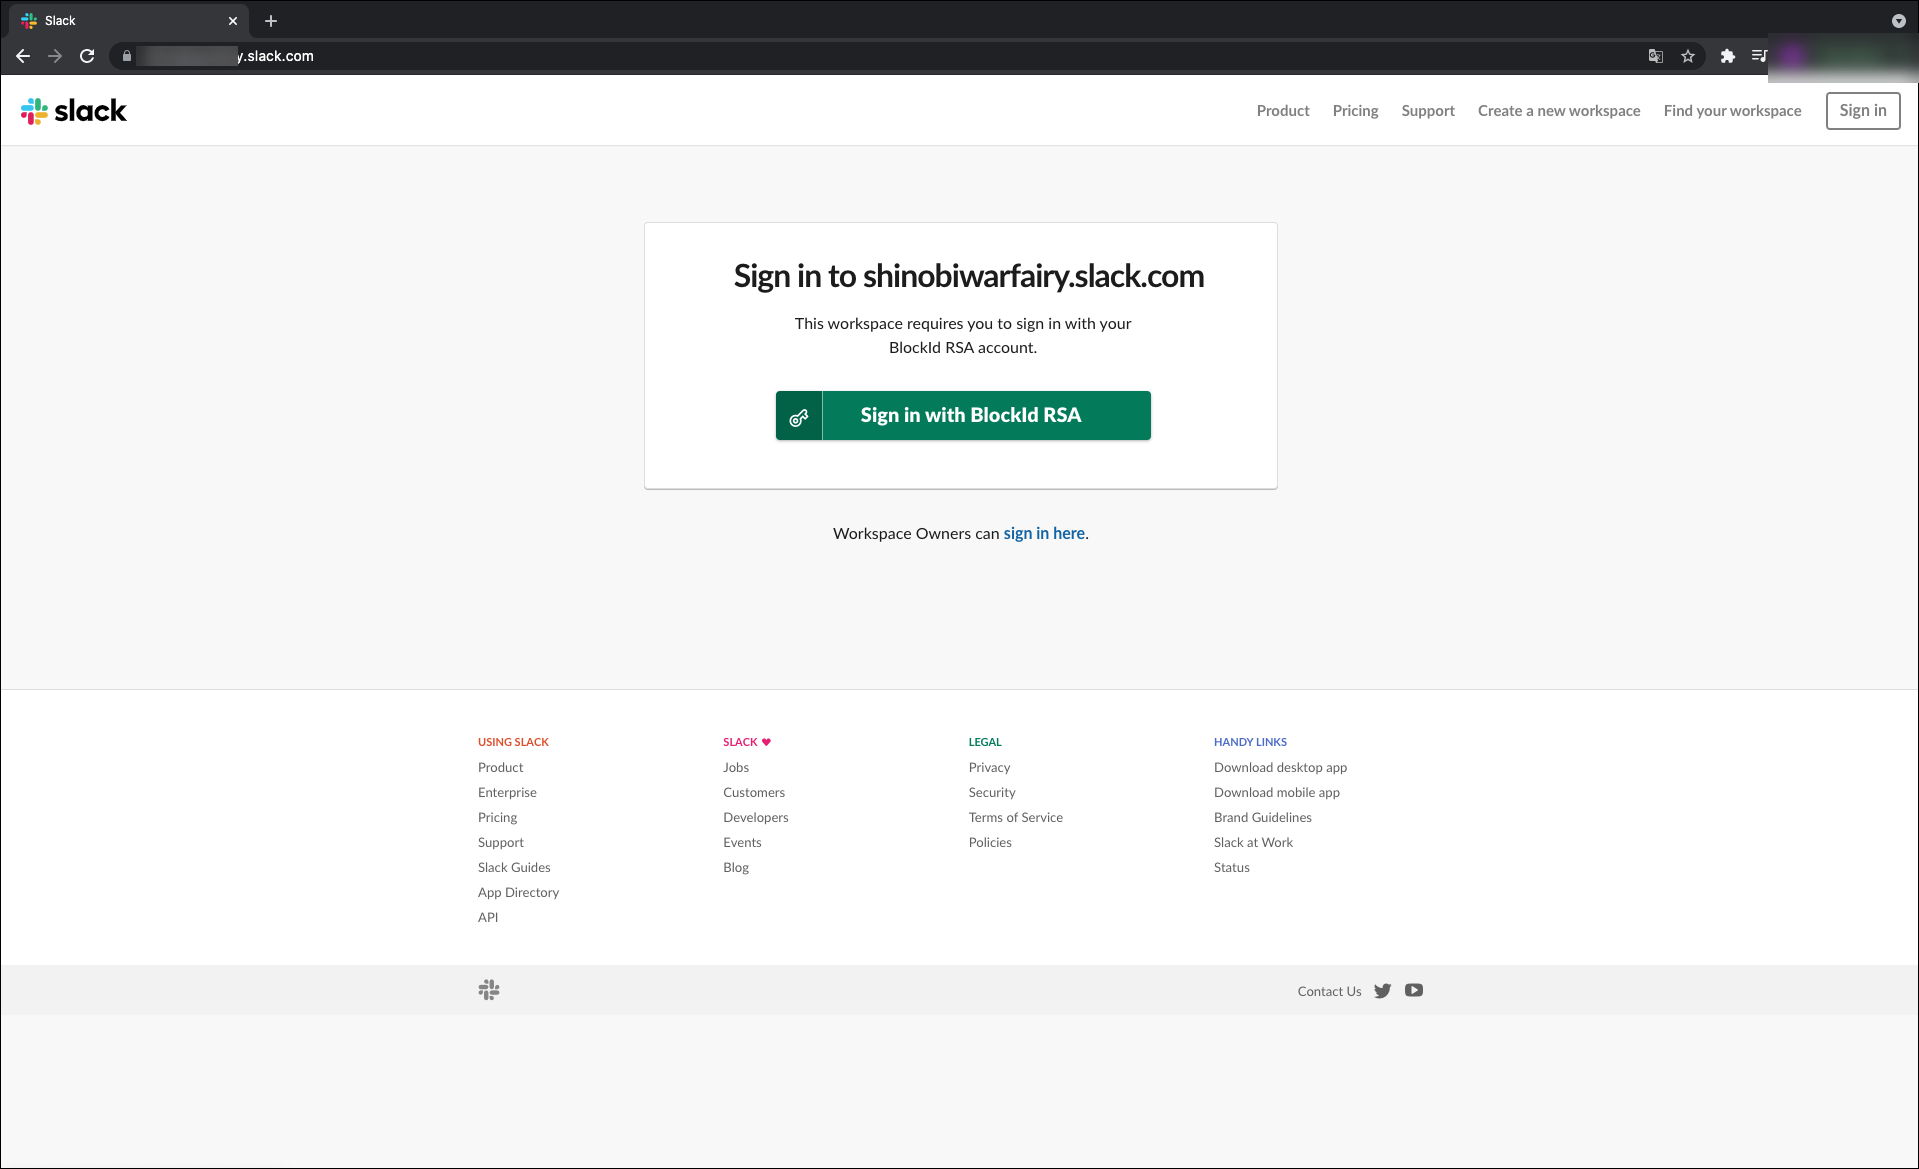 Slack
y.slack.com
slack
Product Pricing Support Create a new workspace Find your workspace Sign in
Sign in to shinobiwarfairy.slack.com
This workspace requires you to sign in with your
BlockId RSA account.
Sign in with BlockId RSA
Workspace Owners can sign in here.
USING SLACK
Product
Enterprise
Pricing
Support
Slack Guides
App Directory
API
SLACK ♥
Jobs
Customers
Developers
Events
Blog
LEGAL
Privacy
Security
Terms of Service
Policies
HANDY LINKS
Download desktop app
Download mobile app
Brand Guidelines
Slack at Work
Status
Contact Us